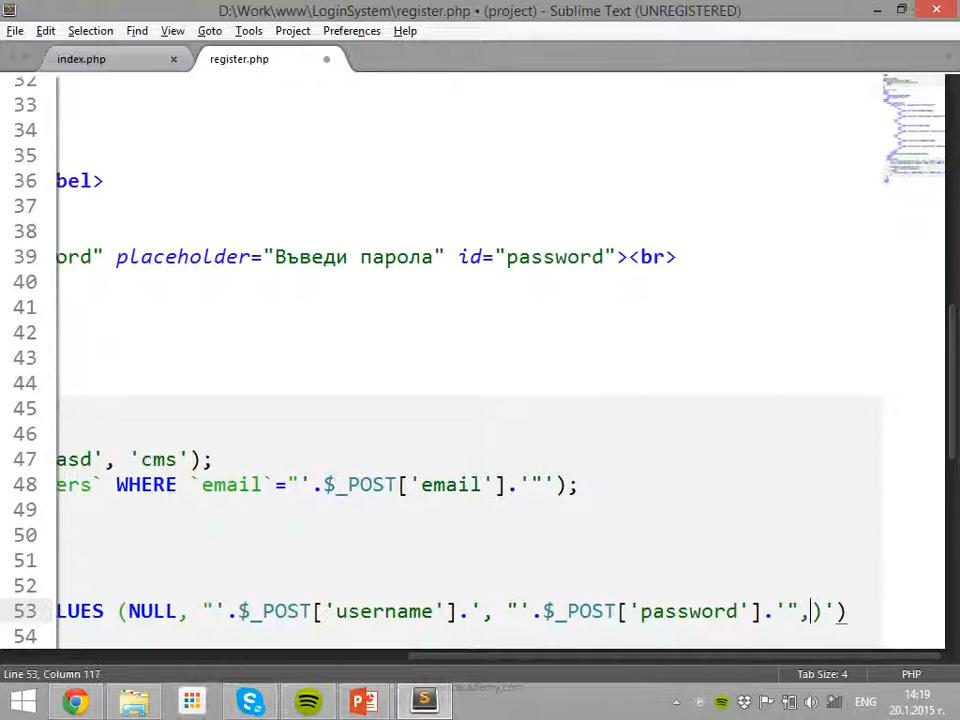 D:\Work\www\LoginSystem\register.php • (project) - Sublime Text (UNREGISTERED)
File Edit Selection Find View Goto Tools Project Preferences Help
index.php × register.php
32
33
34
35
36 bel>
37
38
39 ord" placeholder="Въведи парола" id="password"><br>
40
41
42
43
44
45
46
47 asd', 'cms');
48 ers` WHERE `email`="'.$_POST['email'].'"');
49
50
51
52
53 LUES (NULL, "'.$_POST['username'].', "'.$_POST['password'].'",)')
54
Line 53, Column 117 Tab Size: 4 PHP
ENG 14:19
20.1.2015 г.